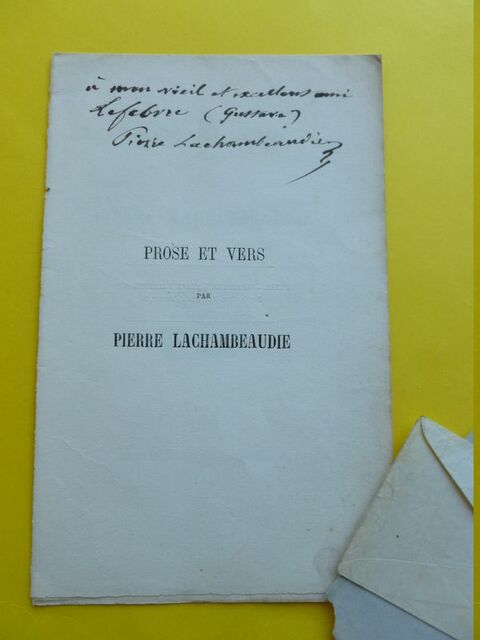 à mon vieil et excellent ami
Lefebvre (Gustave)
Pierre Lachambeaudie
PROSE ET VERS
PAR
PIERRE LACHAMBEAUDIE